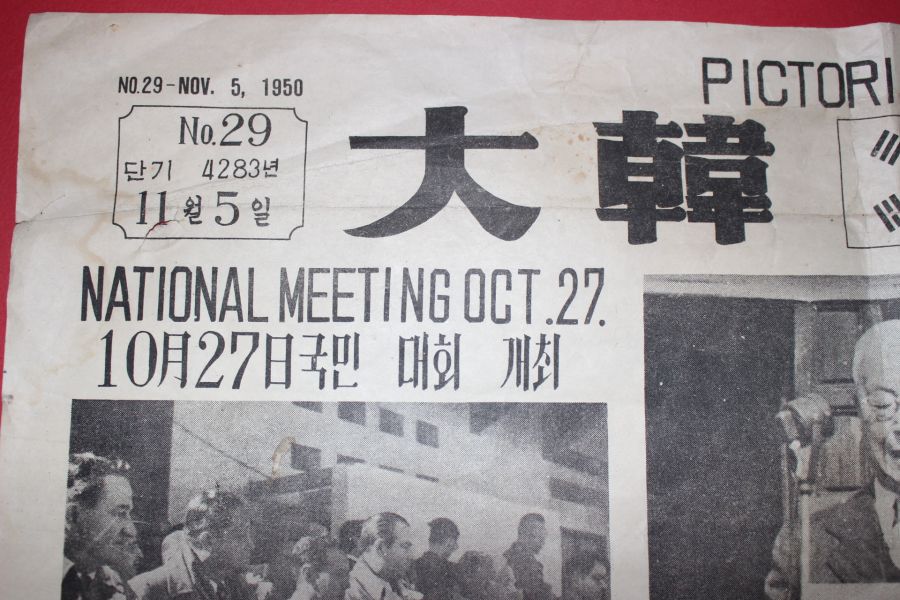 NO.29-NOV. 5, 1950
No.29
단기 4283년
11월5일
PICTORI
大韓
NATIONAL MEETING OCT.27.
10月27日국민 대회 개최